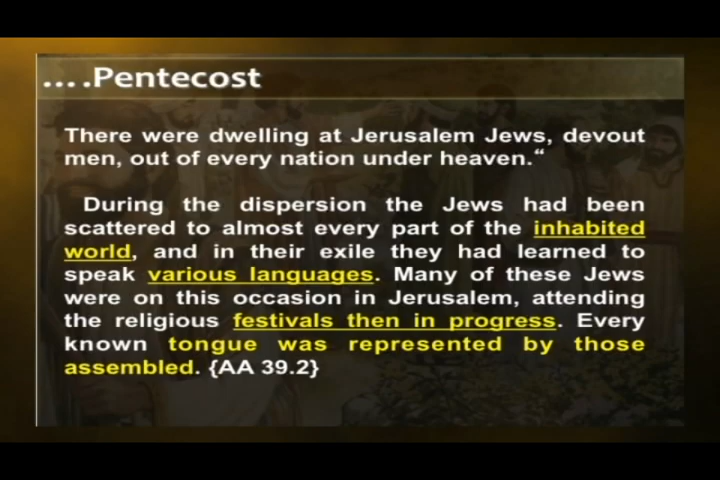 ... .Pentecost
There were dwelling at Jerusalem Jews, devout
men, out of every nation under heaven.“
During the dispersion the Jews had been
scattered to almost every part of the inhabited
world, and in their exile they had learned to
speak various languages. Many of these Jews
were on this occasion in Jerusalem, attending
the religious festivals then in progress. Every
known tongue was represented by those
assembled. {AA 39.2}